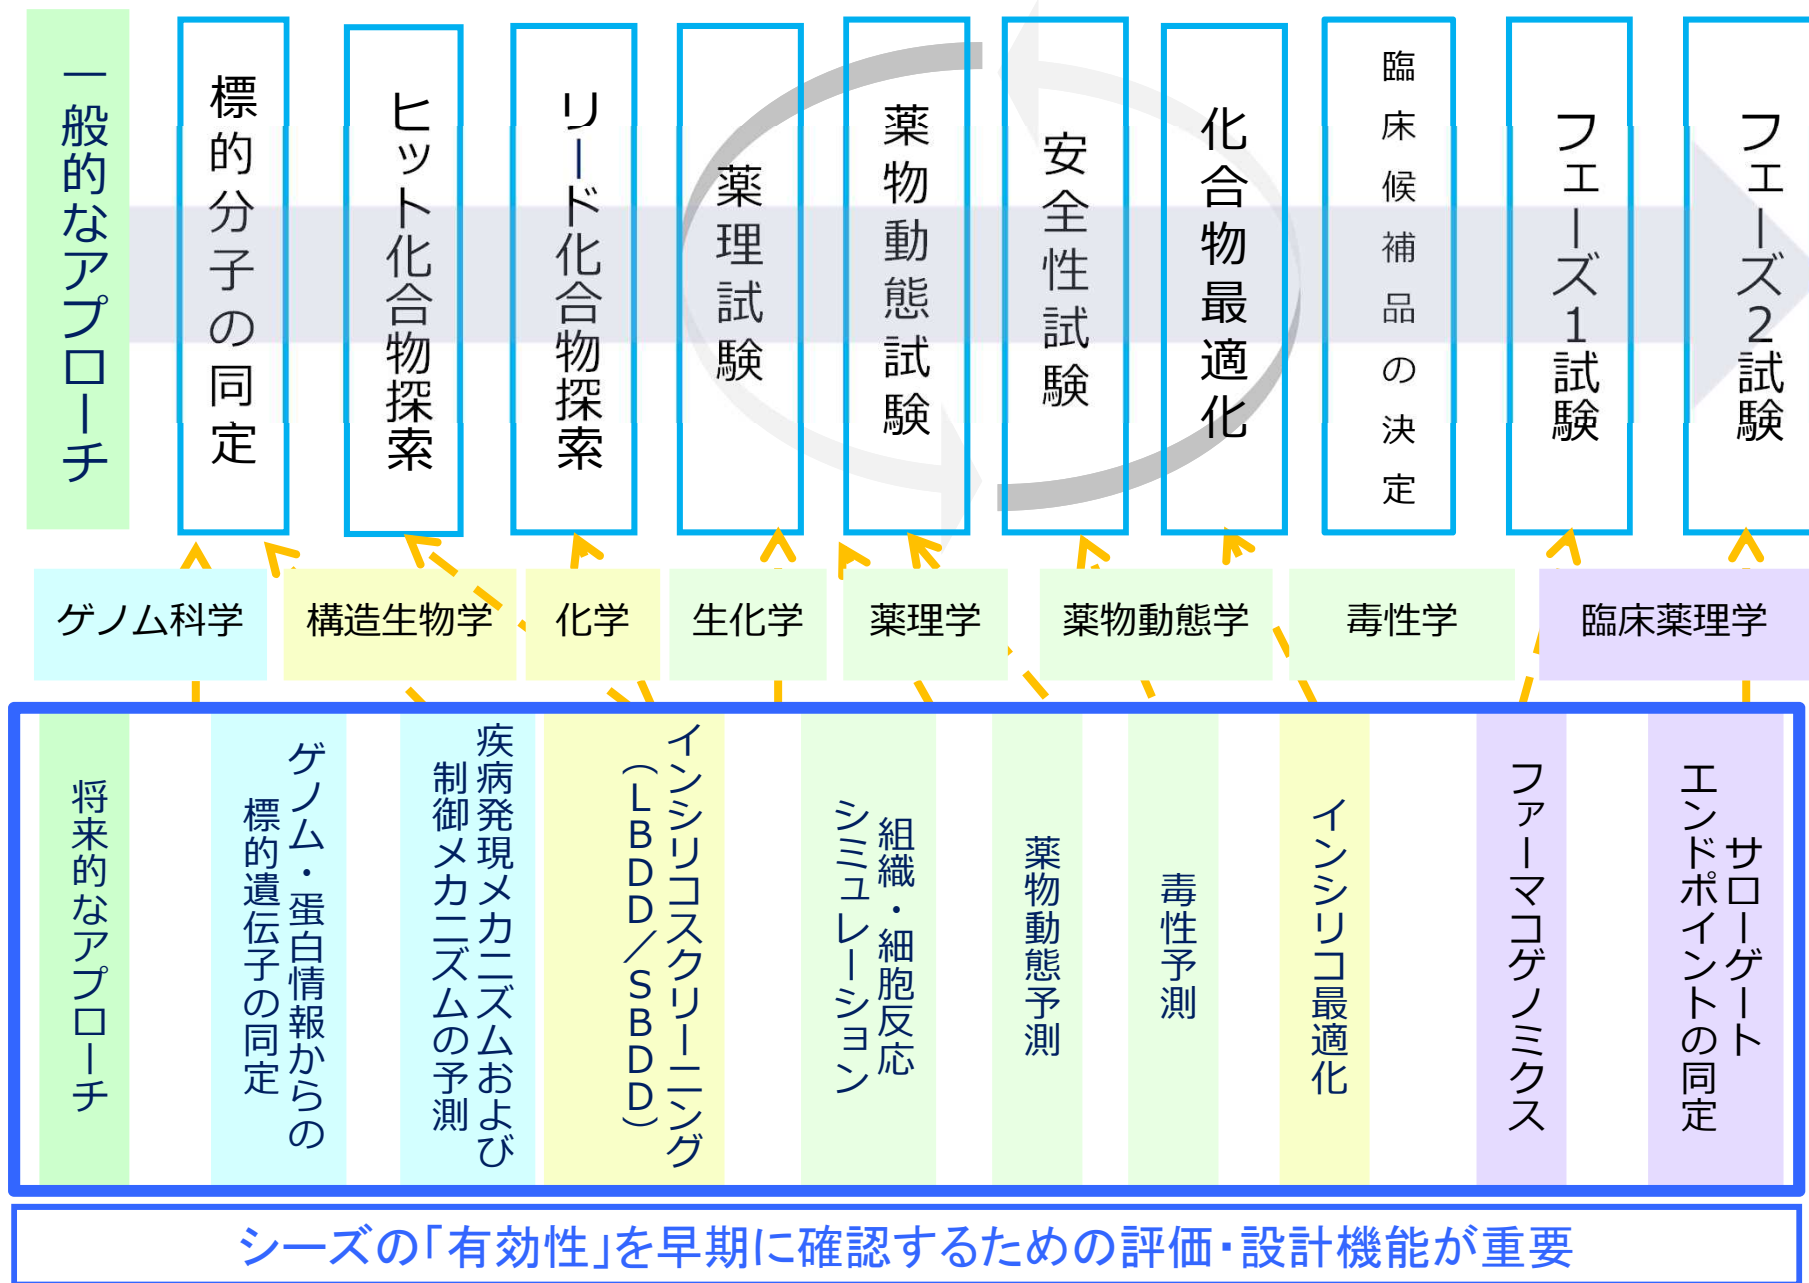 一般的なアプローチ
標的分子の同定
ヒット化合物探索
リード化合物探索
薬理試験
薬物動態試験
安全性試験
化合物最適化
臨床候補品の決定
フェーズ1試験
フェーズ2試験
ゲノム科学
構造生物学
化学
生化学
薬理学
薬物動態学
毒性学
臨床薬理学
将来的なアプローチ
ゲノム・蛋白情報からの
標的遺伝子の同定
疾病発現メカニズムおよび
制御メカニズムの予測
インシリコスクリーニング
（ＬＢＤＤ／ＳＢＤＤ）
組織・細胞反応
シミュレーション
薬物動態予測
毒性予測
インシリコ最適化
ファーマコゲノミクス
サローゲート
エンドポイントの同定
シーズの「有効性」を早期に確認するための評価・設計機能が重要